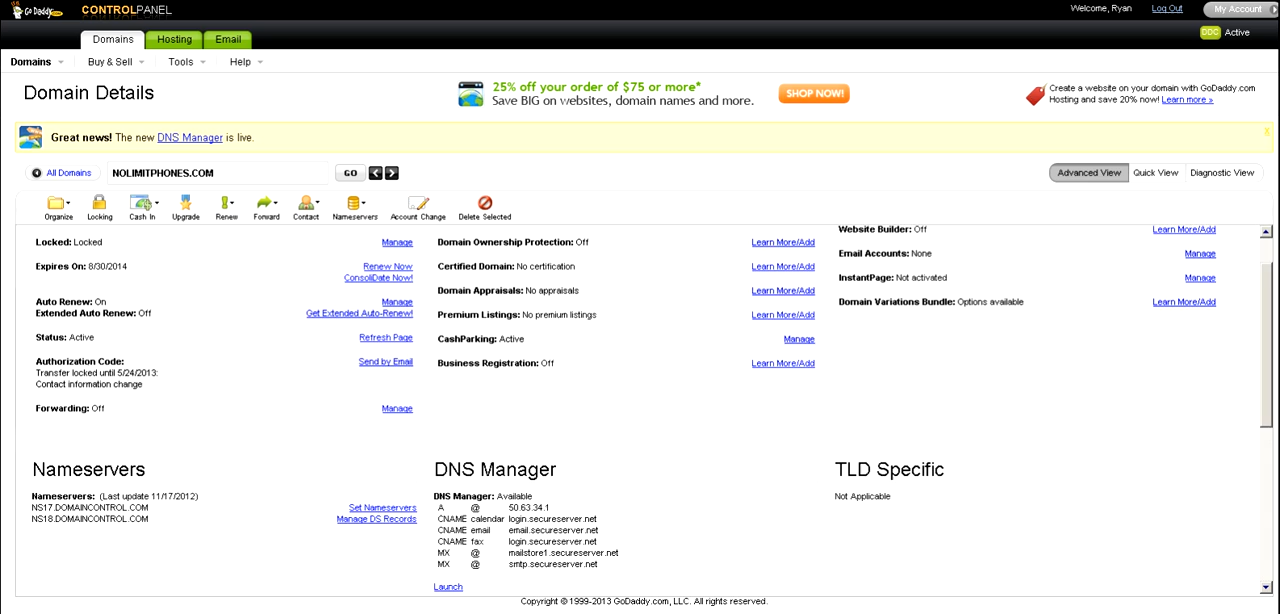 Go Daddy.com CONTROLPANEL Welcome, Ryan Log Out My Account
Domains Hosting Email DDC Active
Domains Buy & Sell Tools Help
Domain Details
25% off your order of $75 or more*
Save BIG on websites, domain names and more.
SHOP NOW!
Create a website on your domain with GoDaddy.com
Hosting and save 20% now! Learn more »
Great news! The new DNS Manager is live. x
All Domains NOLIMITPHONES.COM GO Advanced View Quick View Diagnostic View
Organize Locking Cash In Upgrade Renew Forward Contact Nameservers Account Change Delete Selected
Locked: Locked Manage
Expires On: 8/30/2014 Renew Now
ConsoliDate Now!
Auto Renew: On Manage
Extended Auto Renew: Off Get Extended Auto-Renew!
Status: Active Refresh Page
Authorization Code: Send by Email
Transfer locked until 5/24/2013:
Contact information change
Forwarding: Off Manage
Domain Ownership Protection: Off Learn More/Add
Certified Domain: No certification Learn More/Add
Domain Appraisals: No appraisals Learn More/Add
Premium Listings: No premium listings Learn More/Add
CashParking: Active Manage
Business Registration: Off Learn More/Add
Website Builder: Off Learn More/Add
Email Accounts: None Manage
InstantPage: Not activated Manage
Domain Variations Bundle: Options available Learn More/Add
Nameservers
Nameservers: (Last update 11/17/2012)
NS17.DOMAINCONTROL.COM Set Nameservers
NS18.DOMAINCONTROL.COM Manage DS Records
DNS Manager
DNS Manager: Available
A @ 50.63.34.1
CNAME calendar login.secureserver.net
CNAME email email.secureserver.net
CNAME fax login.secureserver.net
MX @ mailstore1.secureserver.net
MX @ smtp.secureserver.net
Launch
TLD Specific
Not Applicable
Copyright © 1999-2013 GoDaddy.com, LLC. All rights reserved.